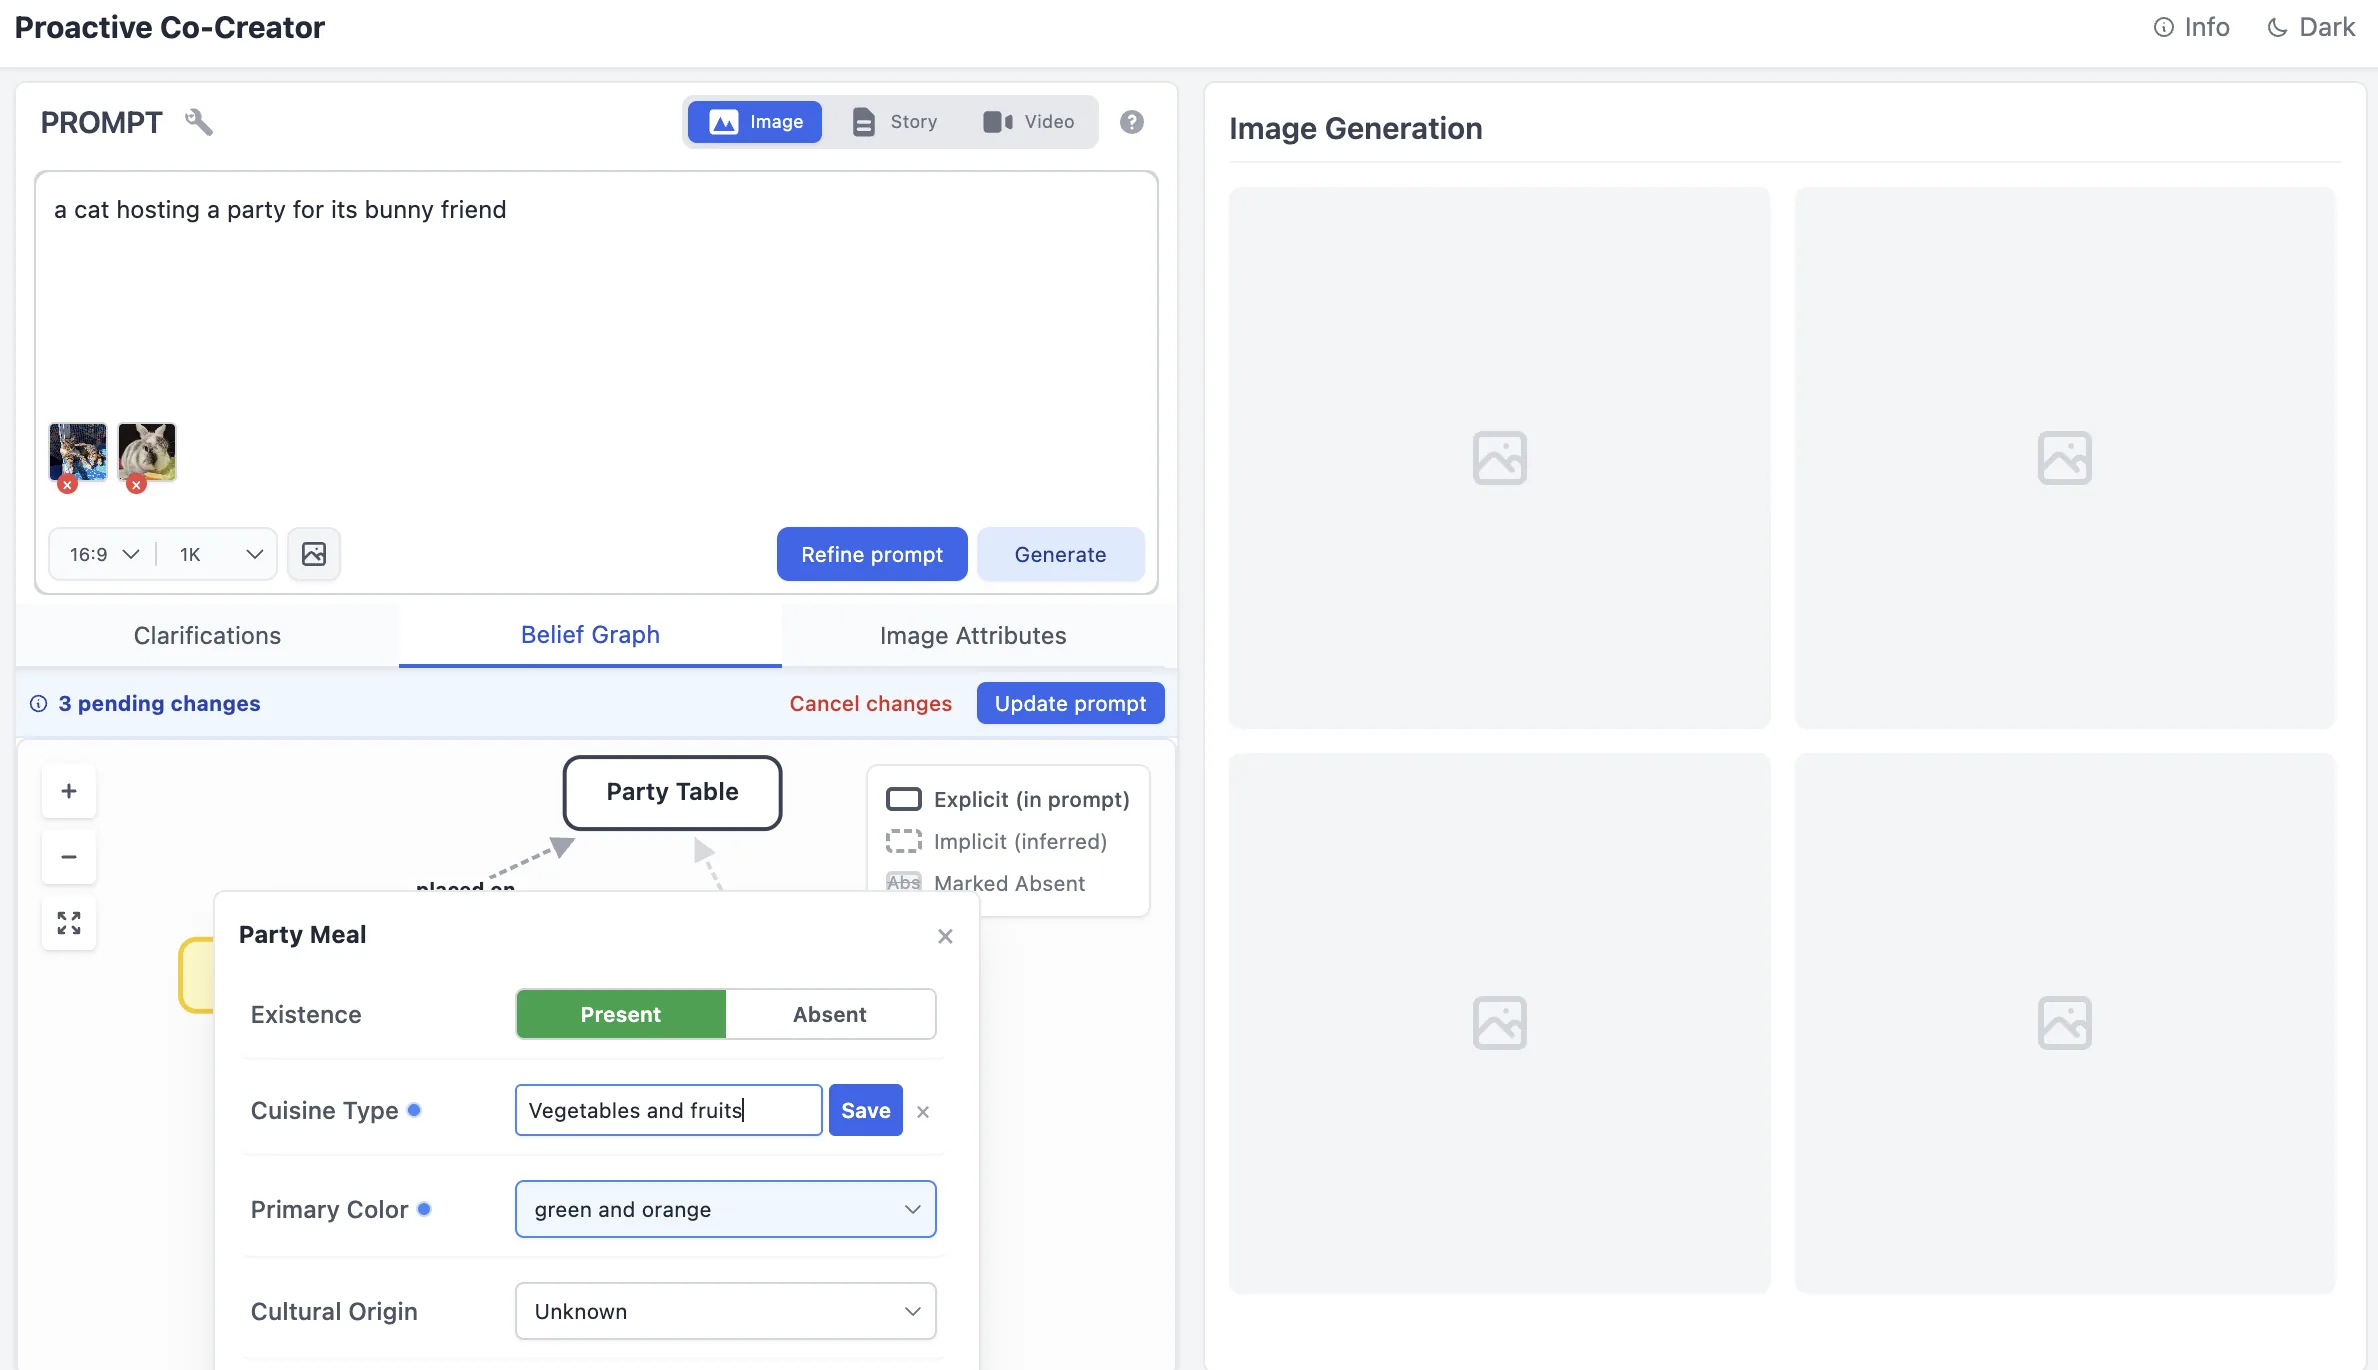 Proactive Co-Creator
Info
Dark
PROMPT
Image
Story
Video
?
a cat hosting a party for its bunny friend
16:9
1K
Refine prompt
Generate
Clarifications
Belief Graph
Image Attributes
3 pending changes
Cancel changes
Update prompt
Party Table
Explicit (in prompt)
Implicit (inferred)
Abs Marked Absent
placed on
Party Meal
Existence
Present
Absent
Cuisine Type
Vegetables and fruits
Save
Primary Color
green and orange
Cultural Origin
Unknown
Image Generation